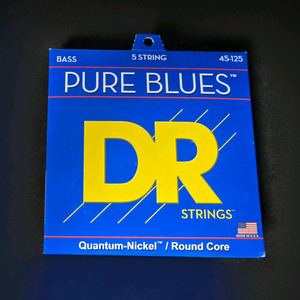 BASS 5 STRING 45-125
PURE BLUES™
DR
STRINGS™
MADE IN U.S.A.
Quantum-Nickel™ / Round Core